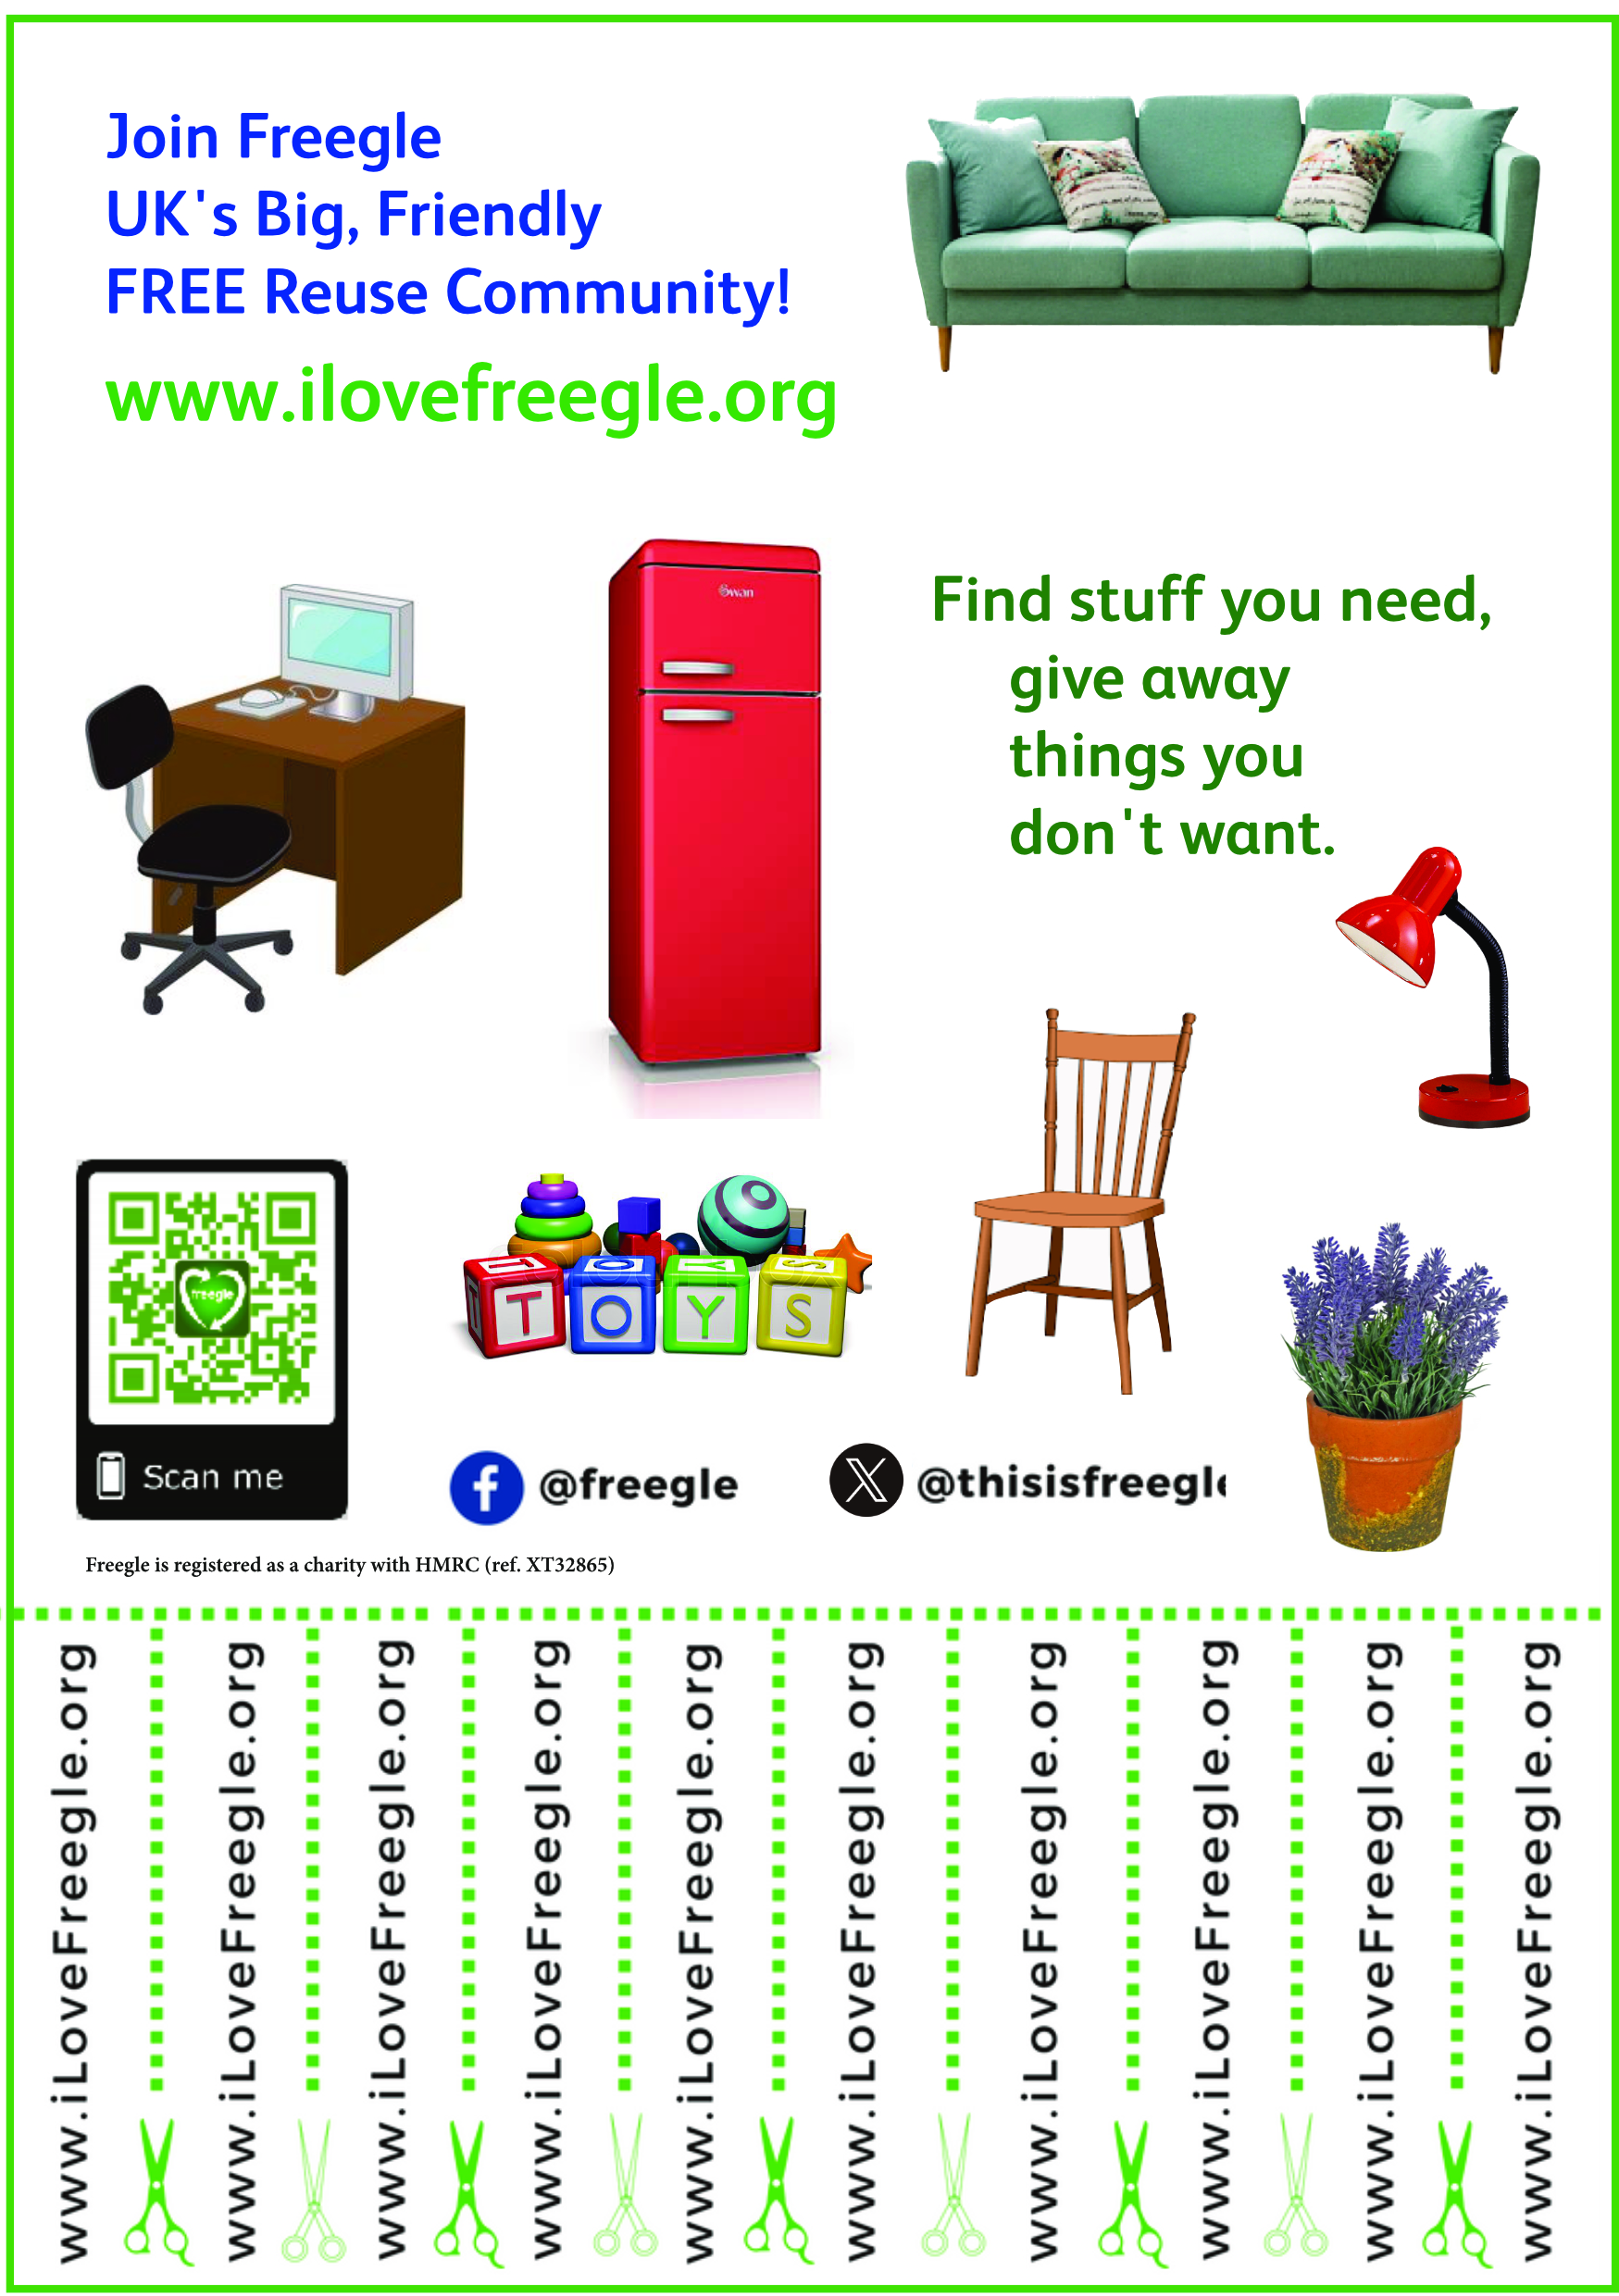 Join Freegle
UK's Big, Friendly
FREE Reuse Community!
www.ilovefreegle.org
Swan
Find stuff you need,
give away
things you
don't want.
freegle
T O Y S
T T O O Y Y S S
Scan me
@freegle
@thisisfreegle
Freegle is registered as a charity with HMRC (ref. XT32865)
www.iLoveFreegle.org
www.iLoveFreegle.org
www.iLoveFreegle.org
www.iLoveFreegle.org
www.iLoveFreegle.org
www.iLoveFreegle.org
www.iLoveFreegle.org
www.iLoveFreegle.org
www.iLoveFreegle.org
www.iLoveFreegle.org